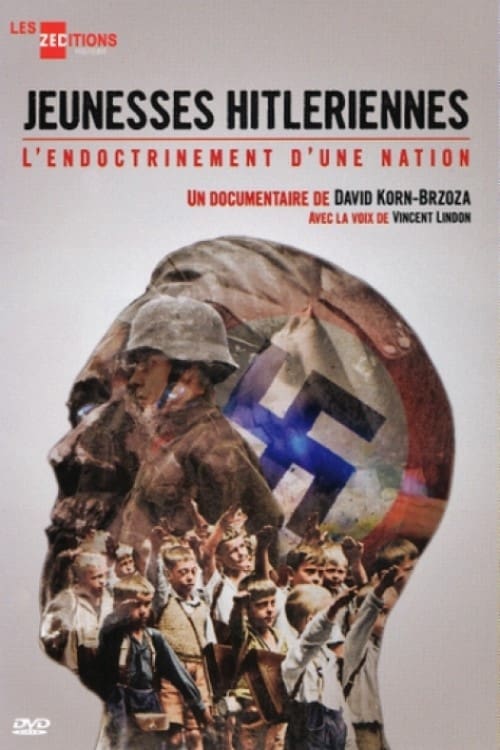 LES
ZEDITIONS
JEUNESSES HITLERIENNES
L'ENDOCTRINEMENT D'UNE NATION
UN DOCUMENTAIRE DE DAVID KORN-BRZOZA
AVEC LA VOIX DE VINCENT LINDON
DVD